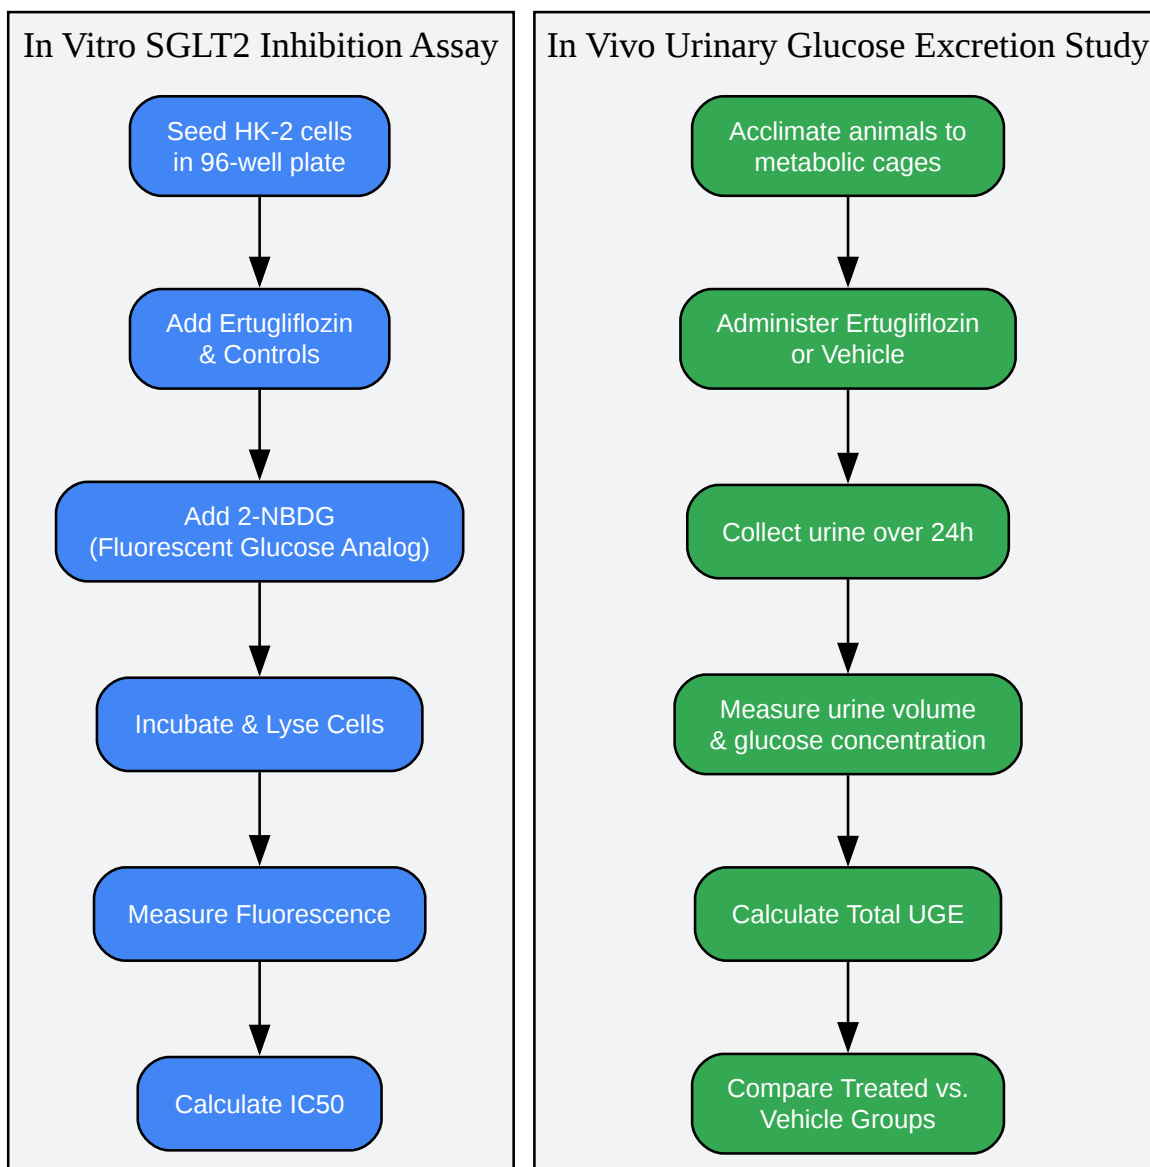 In Vitro SGLT2 Inhibition Assay
Seed HK-2 cells
in 96-well plate
Add Ertugliflozin
& Controls
Add 2-NBDG
(Fluorescent Glucose Analog)
Incubate & Lyse Cells
Measure Fluorescence
Calculate IC50
In Vivo Urinary Glucose Excretion Study
Acclimate animals to
metabolic cages
Administer Ertugliflozin
or Vehicle
Collect urine over 24h
Measure urine volume
& glucose concentration
Calculate Total UGE
Compare Treated vs.
Vehicle Groups